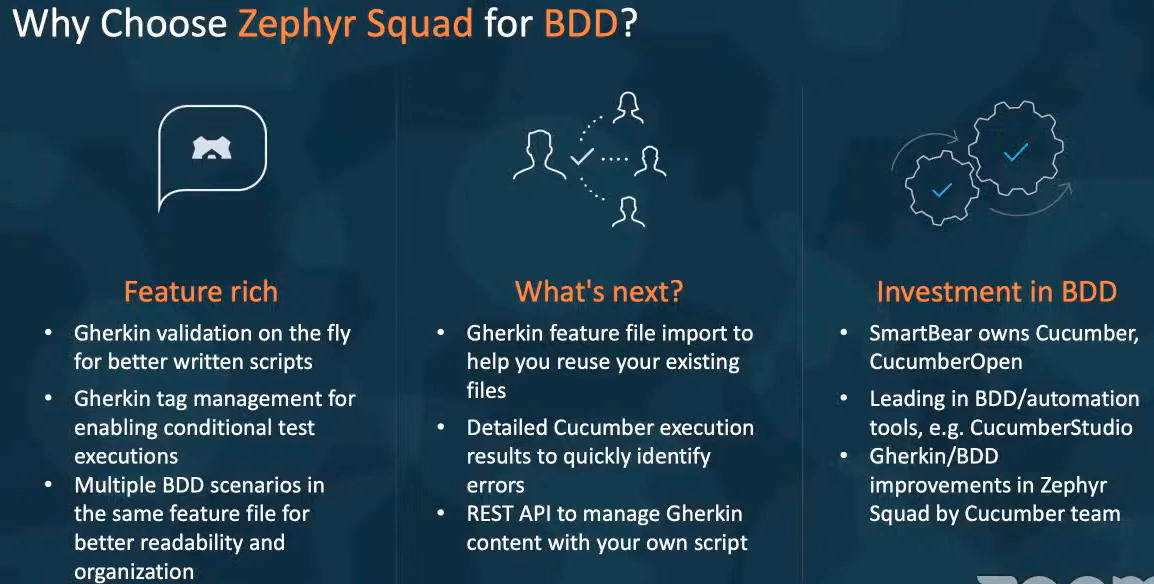 Why Choose Zephyr Squad for BDD?
Feature rich
• Gherkin validation on the fly
for better written scripts
• Gherkin tag management for
enabling conditional test
executions
• Multiple BDD scenarios in
the same feature file for
better readability and
organization
What's next?
• Gherkin feature file import to
help you reuse your existing
files
• Detailed Cucumber execution
results to quickly identify
errors
• REST API to manage Gherkin
content with your own script
Investment in BDD
• SmartBear owns Cucumber,
CucumberOpen
• Leading in BDD/automation
tools, e.g. CucumberStudio
• Gherkin/BDD
improvements in Zephyr
Squad by Cucumber team
zoom